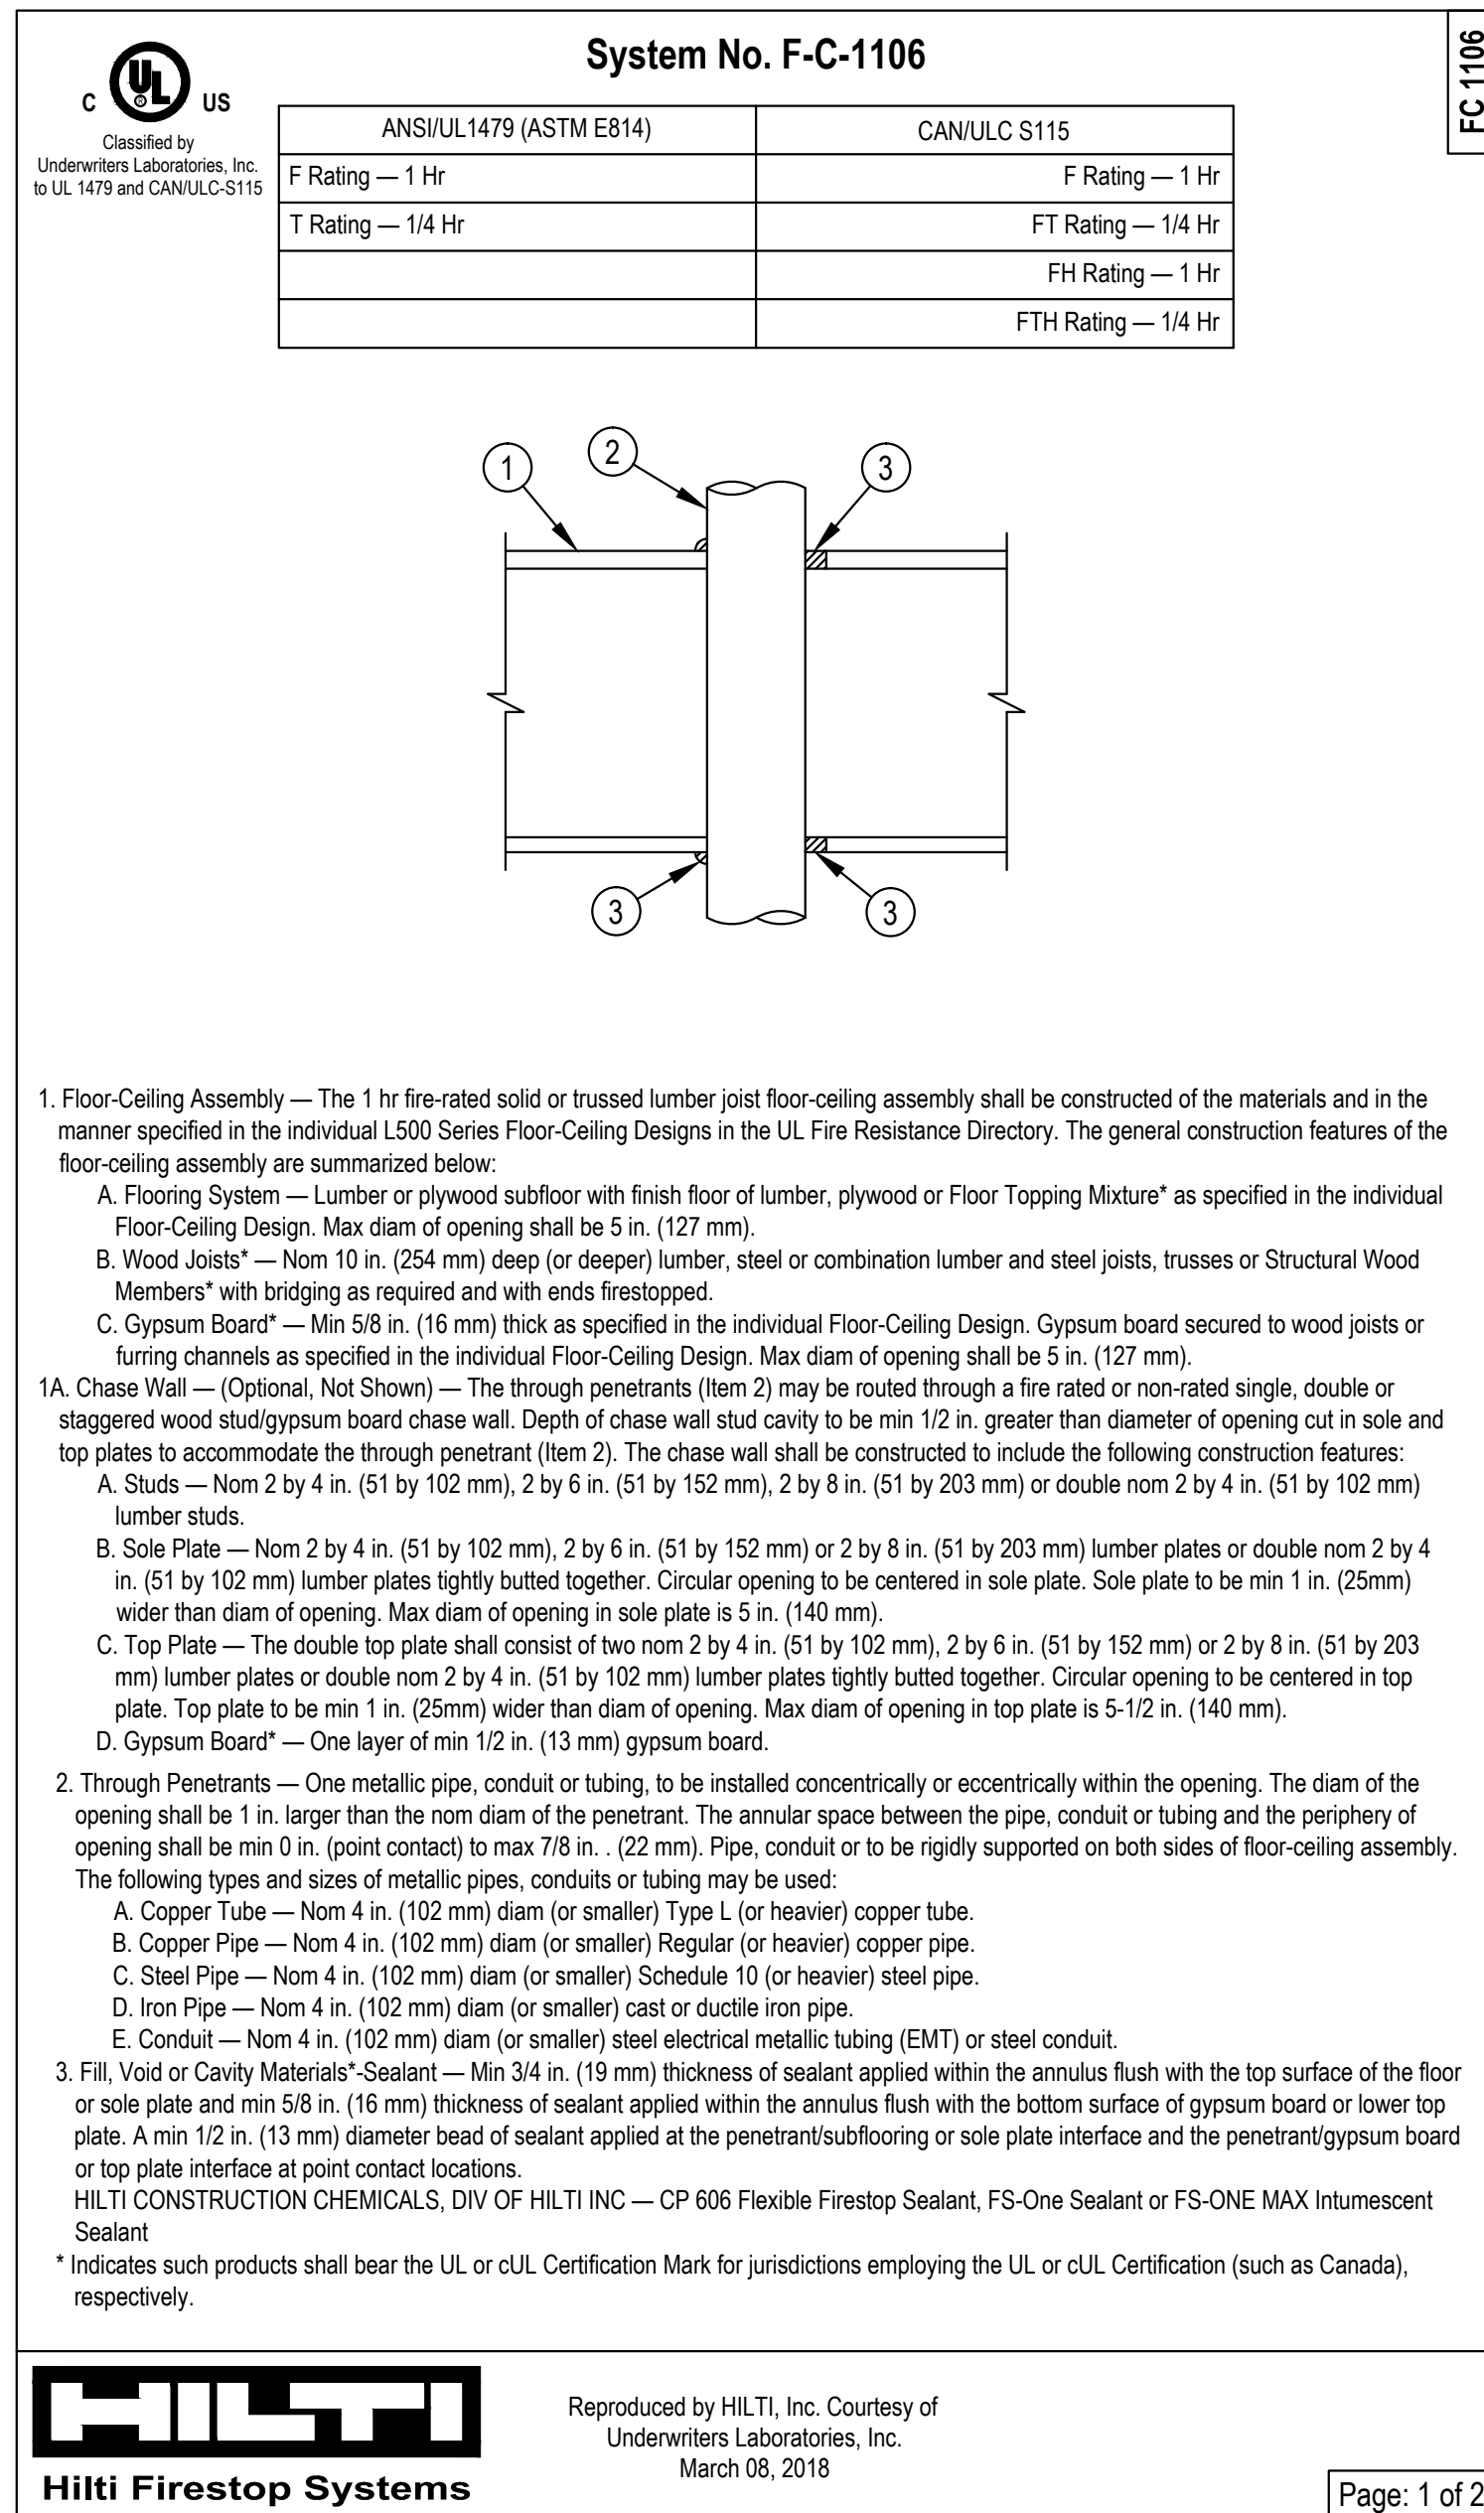 System No. F-C-1106
FC 1106
C UL® US
Classified by
Underwriters Laboratories, Inc.
to UL 1479 and CAN/ULC-S115
ANSI/UL1479 (ASTM E814) CAN/ULC S115
F Rating — 1 Hr F Rating — 1 Hr
T Rating — 1/4 Hr FT Rating — 1/4 Hr
FH Rating — 1 Hr
FTH Rating — 1/4 Hr
1 2 3
3 3
1. Floor-Ceiling Assembly — The 1 hr fire-rated solid or trussed lumber joist floor-ceiling assembly shall be constructed of the materials and in the
manner specified in the individual L500 Series Floor-Ceiling Designs in the UL Fire Resistance Directory. The general construction features of the
floor-ceiling assembly are summarized below:
A. Flooring System — Lumber or plywood subfloor with finish floor of lumber, plywood or Floor Topping Mixture* as specified in the individual
Floor-Ceiling Design. Max diam of opening shall be 5 in. (127 mm).
B. Wood Joists* — Nom 10 in. (254 mm) deep (or deeper) lumber, steel or combination lumber and steel joists, trusses or Structural Wood
Members* with bridging as required and with ends firestopped.
C. Gypsum Board* — Min 5/8 in. (16 mm) thick as specified in the individual Floor-Ceiling Design. Gypsum board secured to wood joists or
furring channels as specified in the individual Floor-Ceiling Design. Max diam of opening shall be 5 in. (127 mm).
1A. Chase Wall — (Optional, Not Shown) — The through penetrants (Item 2) may be routed through a fire rated or non-rated single, double or
staggered wood stud/gypsum board chase wall. Depth of chase wall stud cavity to be min 1/2 in. greater than diameter of opening cut in sole and
top plates to accommodate the through penetrant (Item 2). The chase wall shall be constructed to include the following construction features:
A. Studs — Nom 2 by 4 in. (51 by 102 mm), 2 by 6 in. (51 by 152 mm), 2 by 8 in. (51 by 203 mm) or double nom 2 by 4 in. (51 by 102 mm)
lumber studs.
B. Sole Plate — Nom 2 by 4 in. (51 by 102 mm), 2 by 6 in. (51 by 152 mm) or 2 by 8 in. (51 by 203 mm) lumber plates or double nom 2 by 4
in. (51 by 102 mm) lumber plates tightly butted together. Circular opening to be centered in sole plate. Sole plate to be min 1 in. (25mm)
wider than diam of opening. Max diam of opening in sole plate is 5 in. (140 mm).
C. Top Plate — The double top plate shall consist of two nom 2 by 4 in. (51 by 102 mm), 2 by 6 in. (51 by 152 mm) or 2 by 8 in. (51 by 203
mm) lumber plates or double nom 2 by 4 in. (51 by 102 mm) lumber plates tightly butted together. Circular opening to be centered in top
plate. Top plate to be min 1 in. (25mm) wider than diam of opening. Max diam of opening in top plate is 5-1/2 in. (140 mm).
D. Gypsum Board* — One layer of min 1/2 in. (13 mm) gypsum board.
2. Through Penetrants — One metallic pipe, conduit or tubing, to be installed concentrically or eccentrically within the opening. The diam of the
opening shall be 1 in. larger than the nom diam of the penetrant. The annular space between the pipe, conduit or tubing and the periphery of
opening shall be min 0 in. (point contact) to max 7/8 in. . (22 mm). Pipe, conduit or to be rigidly supported on both sides of floor-ceiling assembly.
The following types and sizes of metallic pipes, conduits or tubing may be used:
A. Copper Tube — Nom 4 in. (102 mm) diam (or smaller) Type L (or heavier) copper tube.
B. Copper Pipe — Nom 4 in. (102 mm) diam (or smaller) Regular (or heavier) copper pipe.
C. Steel Pipe — Nom 4 in. (102 mm) diam (or smaller) Schedule 10 (or heavier) steel pipe.
D. Iron Pipe — Nom 4 in. (102 mm) diam (or smaller) cast or ductile iron pipe.
E. Conduit — Nom 4 in. (102 mm) diam (or smaller) steel electrical metallic tubing (EMT) or steel conduit.
3. Fill, Void or Cavity Materials*-Sealant — Min 3/4 in. (19 mm) thickness of sealant applied within the annulus flush with the top surface of the floor
or sole plate and min 5/8 in. (16 mm) thickness of sealant applied within the annulus flush with the bottom surface of gypsum board or lower top
plate. A min 1/2 in. (13 mm) diameter bead of sealant applied at the penetrant/subflooring or sole plate interface and the penetrant/gypsum board
or top plate interface at point contact locations.
HILTI CONSTRUCTION CHEMICALS, DIV OF HILTI INC — CP 606 Flexible Firestop Sealant, FS-One Sealant or FS-ONE MAX Intumescent
Sealant
* Indicates such products shall bear the UL or cUL Certification Mark for jurisdictions employing the UL or cUL Certification (such as Canada),
respectively.
HILTI
Hilti Firestop Systems
Reproduced by HILTI, Inc. Courtesy of
Underwriters Laboratories, Inc.
March 08, 2018
Page: 1 of 2